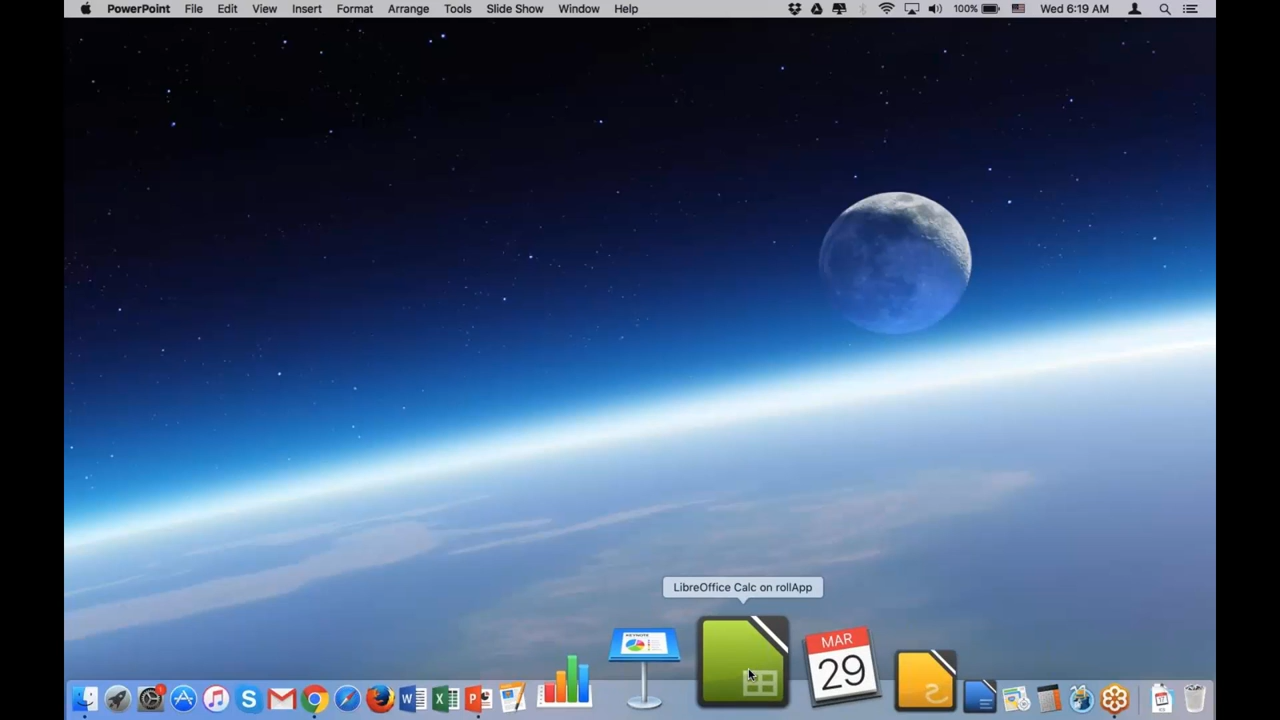 PowerPoint File Edit View Insert Format Arrange Tools Slide Show Window Help 100% Wed 6:19 AM
LibreOffice Calc on rollApp
KEYNOTE
MAR
29